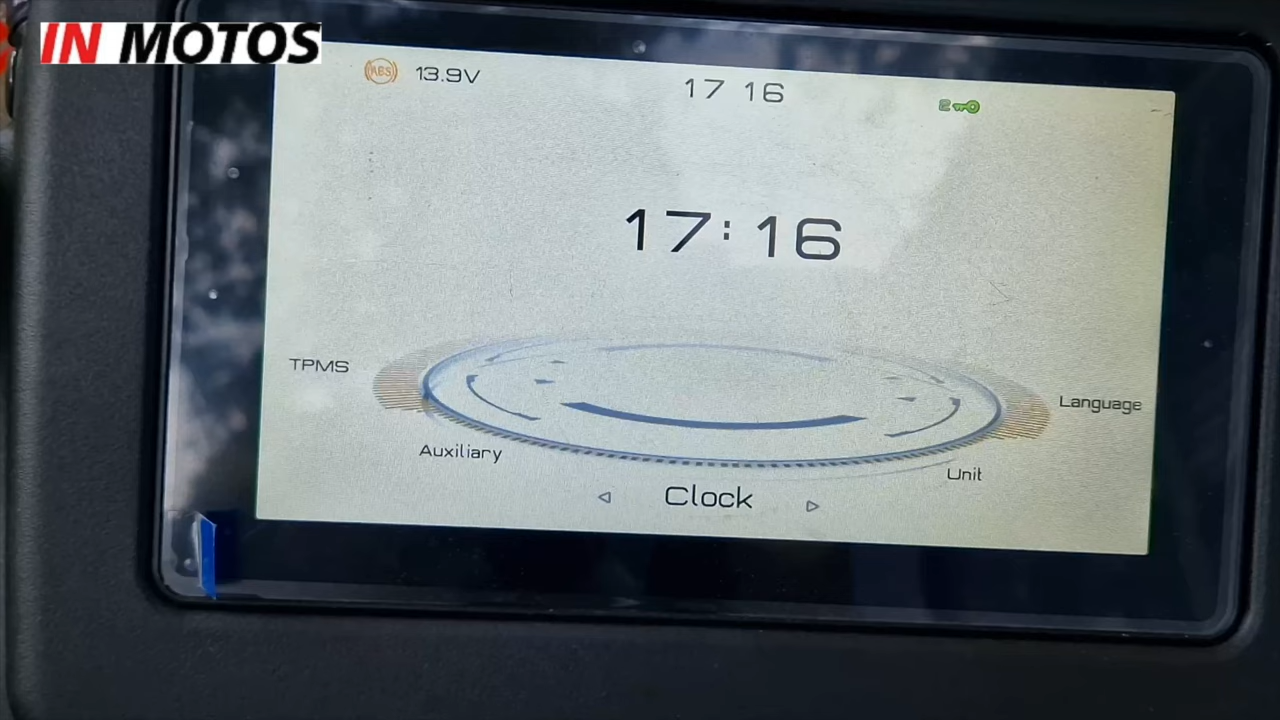 IN MOTOS
ABS 13.9V 17 16
17:16
TPMS
Language
Auxiliary
Unit
Clock